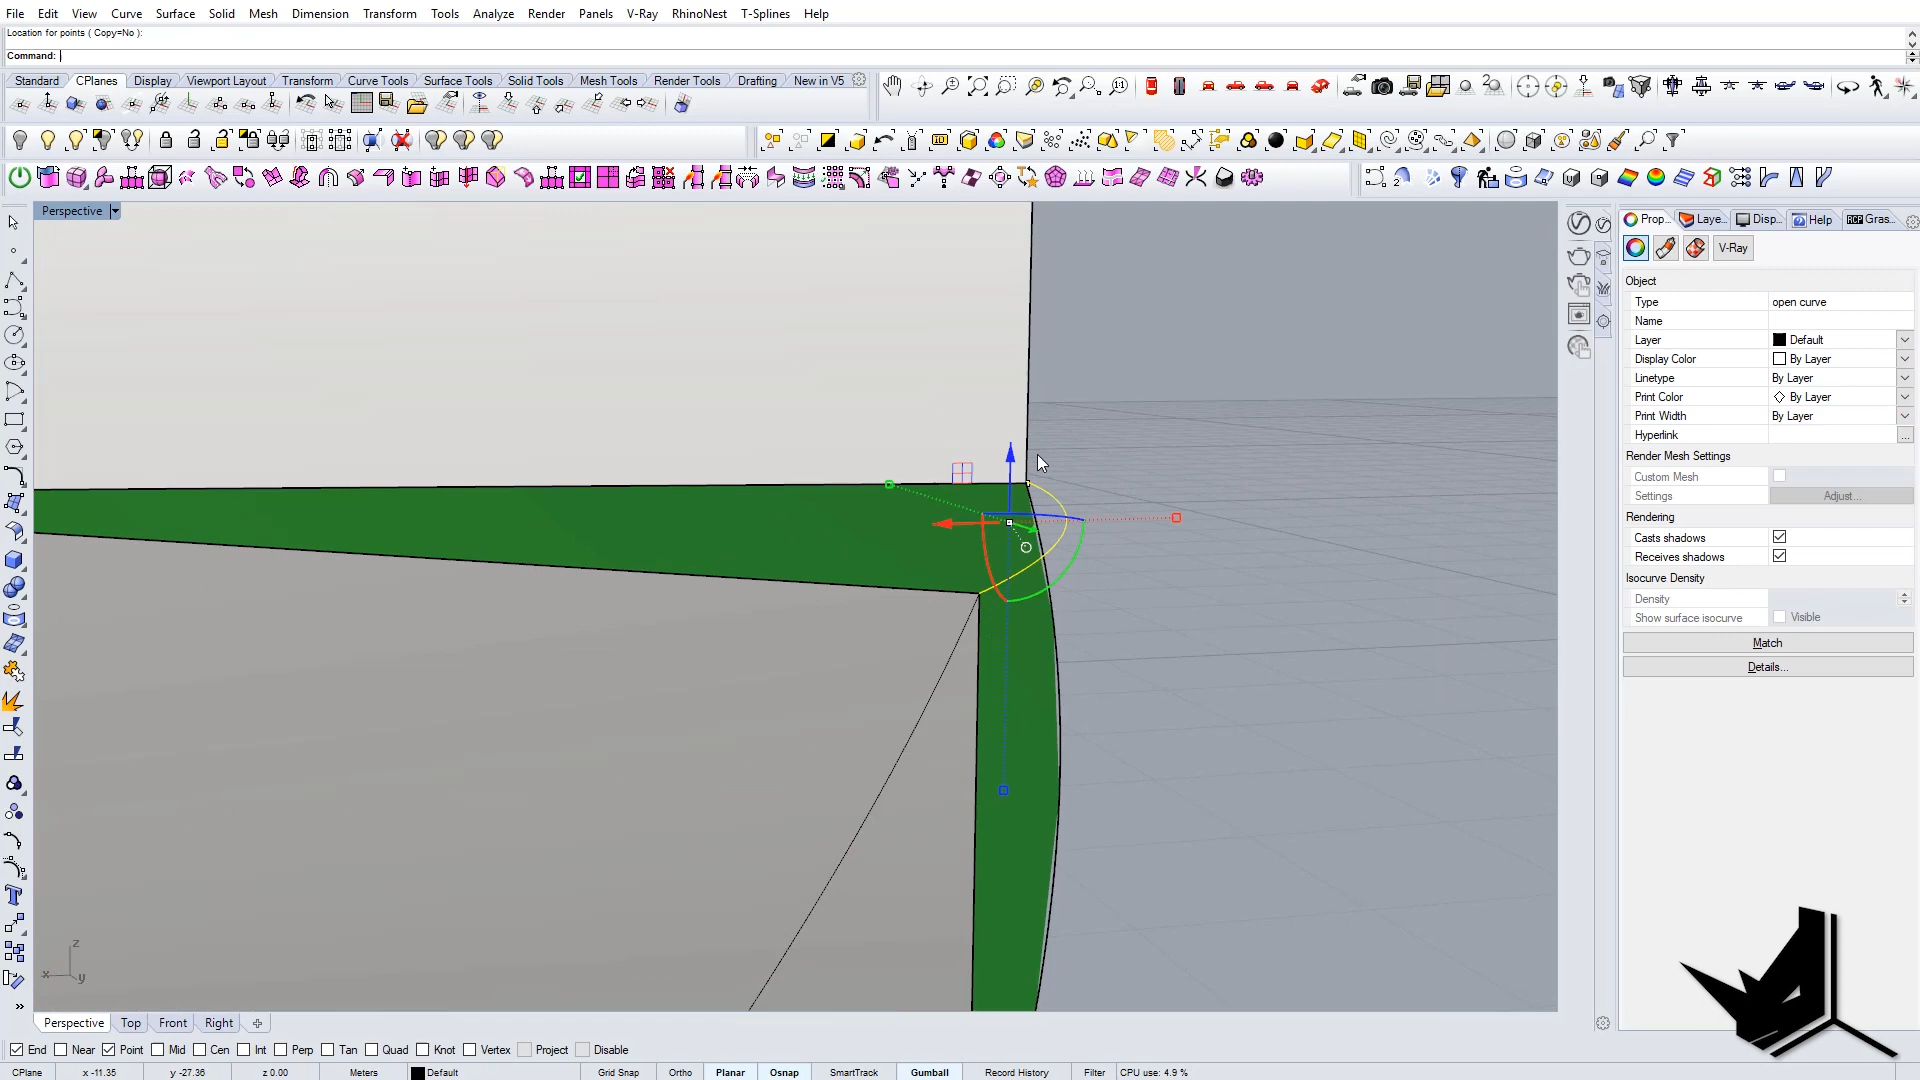 File Edit View Curve Surface Solid Mesh Dimension Transform Tools Analyze Render Panels V-Ray RhinoNest T-Splines Help
Location for points ( Copy=No ):
Command:
Standard CPlanes Display Viewport Layout Transform Curve Tools Surface Tools Solid Tools Mesh Tools Render Tools Drafting New in V5
Perspective
Prop... Laye... Disp... Help RCP Gras...
V-Ray
Object
Type open curve
Name
Layer Default
Display Color By Layer
Linetype By Layer
Print Color By Layer
Print Width By Layer
Hyperlink ...
Render Mesh Settings
Custom Mesh
Settings Adjust...
Rendering
Casts shadows
Receives shadows
Isocurve Density
Density
Show surface isocurve Visible
Match
Details...
z
x y
Perspective Top Front Right
End Near Point Mid Cen Int Perp Tan Quad Knot Vertex Project Disable
CPlane x -11.35 y -27.36 z 0.00 Meters Default Grid Snap Ortho Planar Osnap SmartTrack Gumball Record History Filter CPU use: 4.9 %